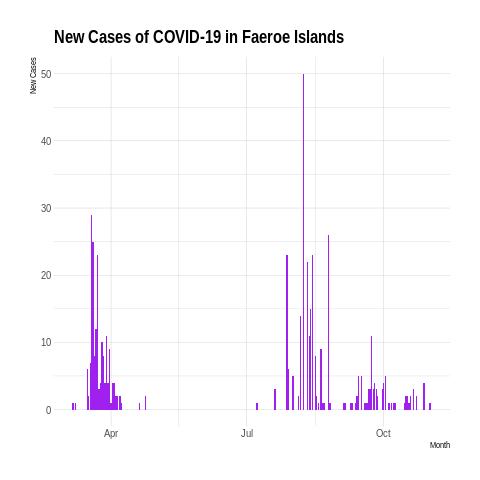 New Cases of COVID-19 in Faeroe Islands
New Cases
50
40
30
20
10
0
Apr
Jul
Oct
Month